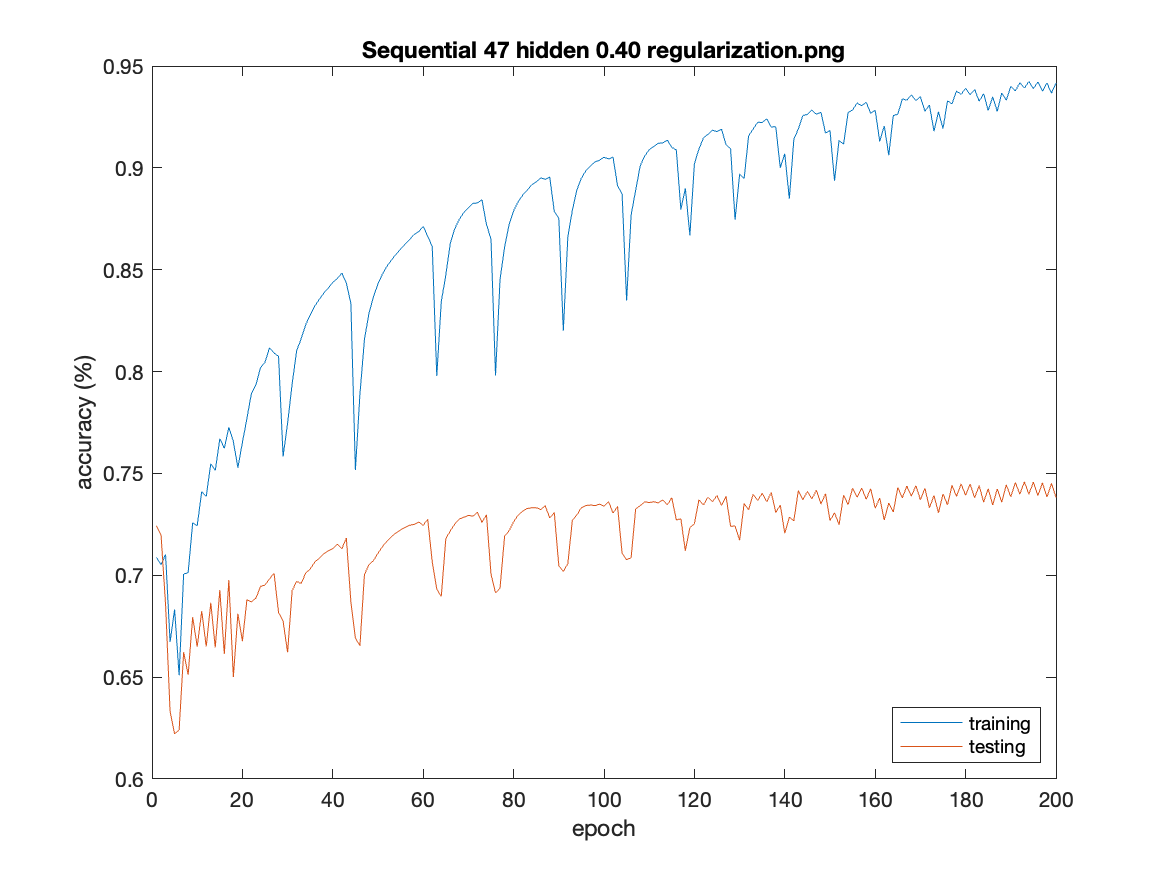 Sequential 47 hidden 0.40 regularization.png
0.95
0.9
0.85
0.8
0.75
0.7
0.65
0.6
accuracy (%)
training
testing
0 20 40 60 80 100 120 140 160 180 200
epoch